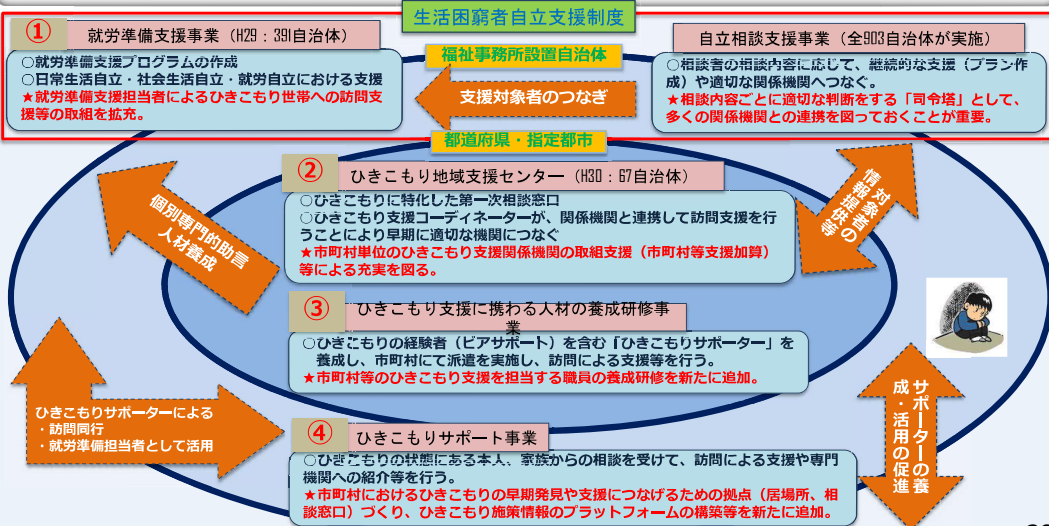 生活困窮者自立支援制度
①
就労準備支援事業（H29：391自治体）
○就労準備支援プログラムの作成
○日常生活自立・社会生活自立・就労自立における支援
★就労準備支援担当者によるひきこもり世帯への訪問支
援等の取組を拡充。
福祉事務所設置自治体
支援対象者のつなぎ
自立相談支援事業（全903自治体が実施）
○相談者の相談内容に応じて、継続的な支援（プラン作
成）や適切な関係機関へつなぐ。
★相談内容ごとに適切な判断をする「司令塔」として、
多くの関係機関との連携を図っておくことが重要。
都道府県・指定都市
②
ひきこもり地域支援センター（H30：67自治体）
○ひきこもりに特化した第一次相談窓口
○ひきこもり支援コーディネーターが、関係機関と連携して訪問支援を行
うことにより早期に適切な機関につなぐ
★市町村単位のひきこもり支援関係機関の取組支援（市町村等支援加算）
等による充実を図る。
個別専門的助言
人材養成
対象者の
情報提供等
③
ひきこもり支援に携わる人材の養成研修事
業
○ひきこもりの経験者（ピアサポート）を含む「ひきこもりサポーター」を
養成し、市町村にて派遣を実施し、訪問による支援等を行う。
★市町村等のひきこもり支援を担当する職員の養成研修を新たに追加。
ひきこもりサポーターによる
・訪問同行
・就労準備担当者として活用
サポーターの養
成・活用の促進
④
ひきこもりサポート事業
○ひきこもりの状態にある本人、家族からの相談を受けて、訪問による支援や専門
機関への紹介等を行う。
★市町村におけるひきこもりの早期発見や支援につなげるための拠点（居場所、相
談窓口）づくり、ひきこもり施策情報のプラットフォームの構築等を新たに追加。